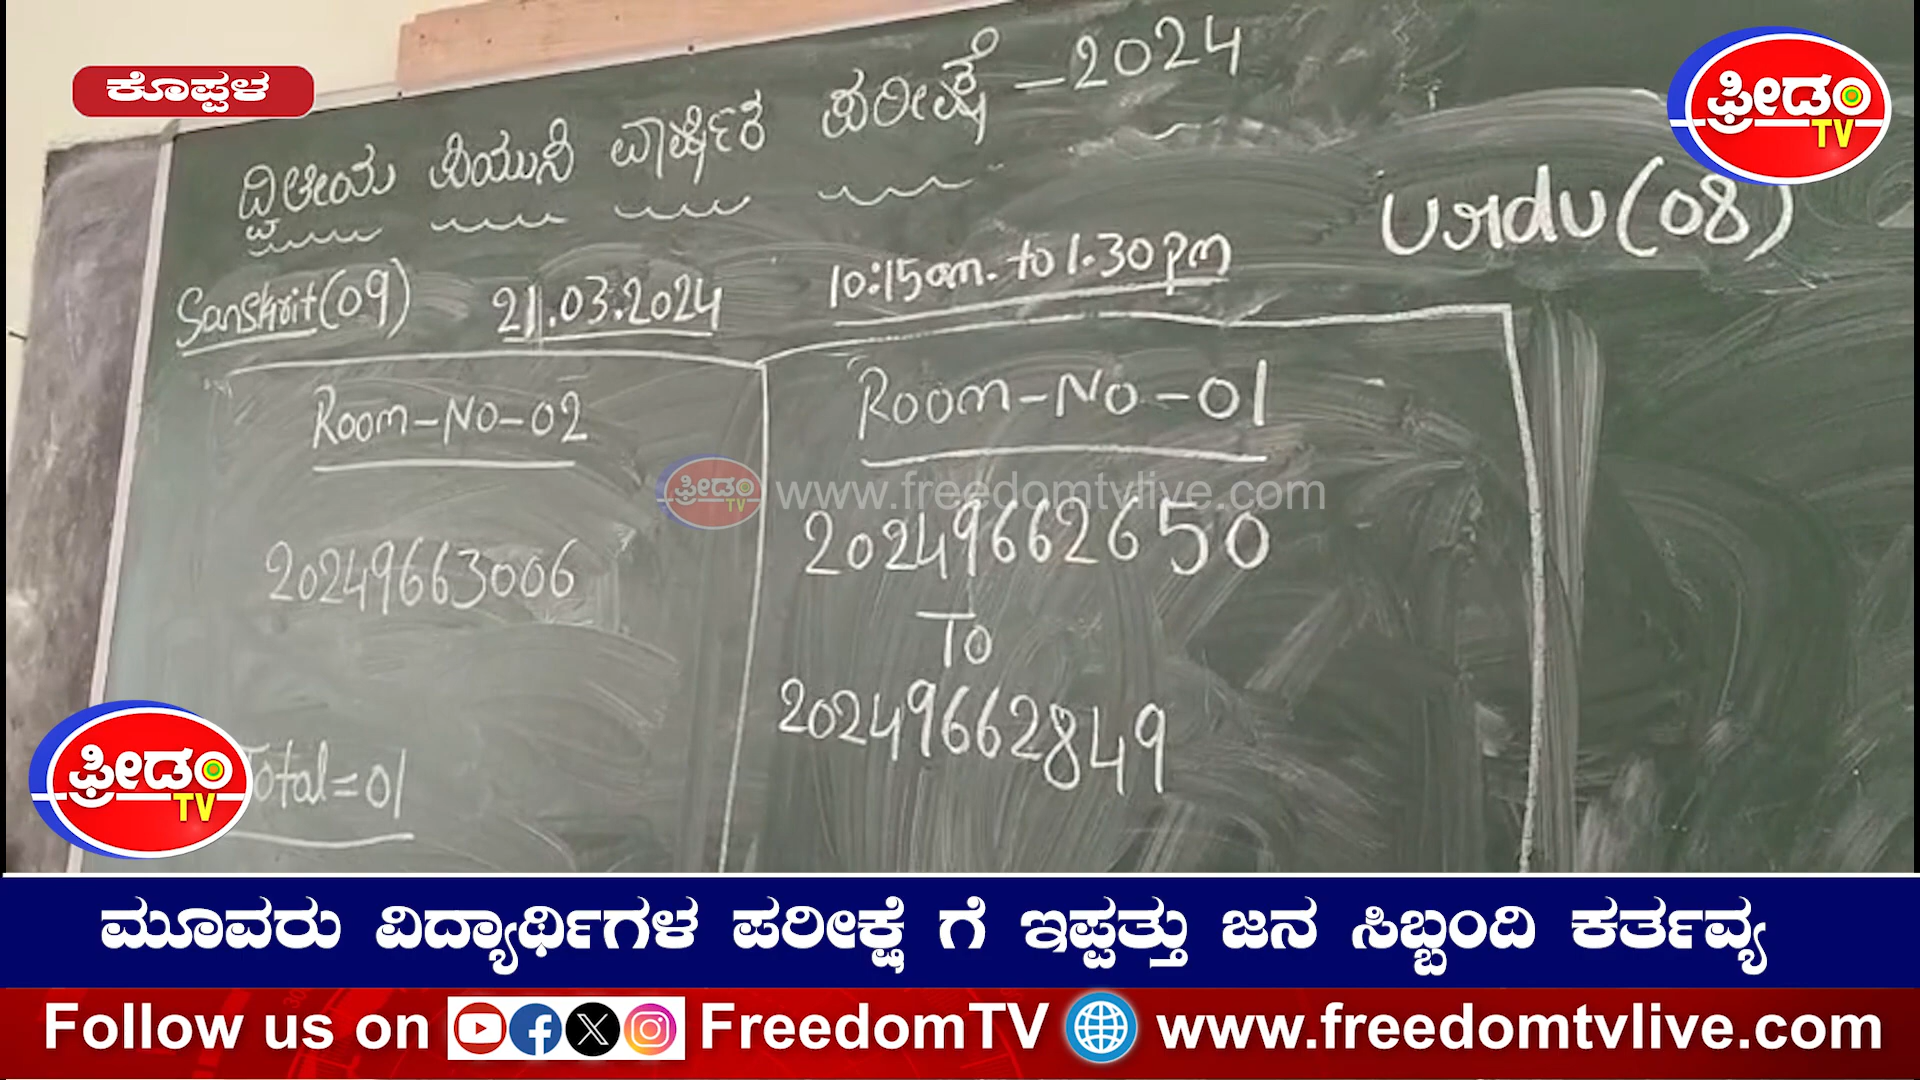 ಕೊಪ್ಪಳ
ಫ್ರೀಡಂ
TV
ದ್ವಿತೀಯ ಪಿಯುಸಿ ವಾರ್ಷಿಕ ಪರೀಕ್ಷೆ - 2024
Urdu (08)
Sanskrit (09) 21.03.2024 10:15am. to 1.30pm
Room-No-02
Room-No-01
ಫ್ರೀಡಂ TV www.freedomtvlive.com
20249662650
20249663006
To
20249662849
ಫ್ರೀಡಂ
TV
Total = 01
ಮೂವರು ವಿದ್ಯಾರ್ಥಿಗಳ ಪರೀಕ್ಷೆ ಗೆ ಇಪ್ಪತ್ತು ಜನ ಸಿಬ್ಬಂದಿ ಕರ್ತವ್ಯ
Follow us on FreedomTV www.freedomtvlive.com